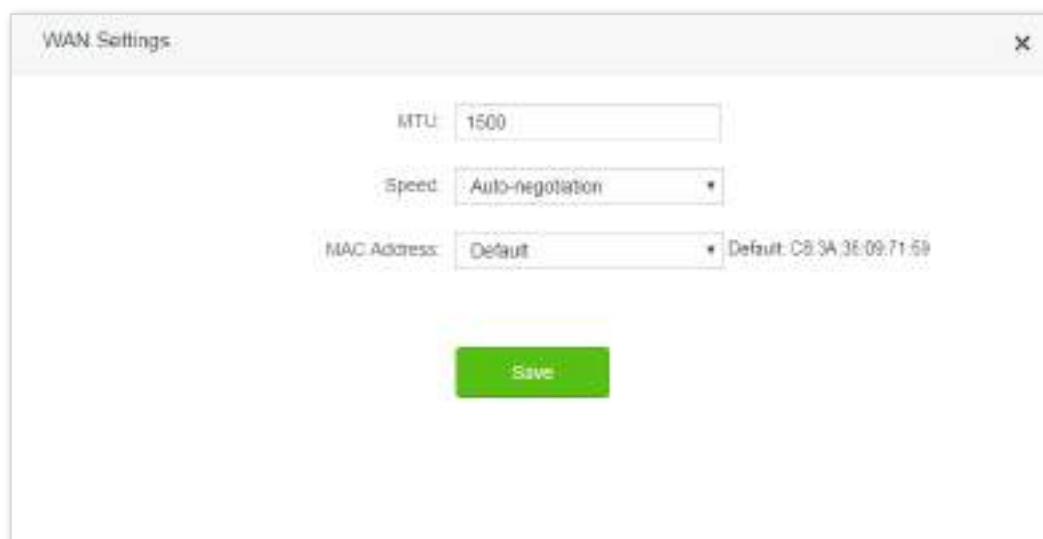 WAN Settings
MTU: 1500
Speed: Auto-negotiation
MAC Address: Default Default: C8:3A:35:09:71:59
Save